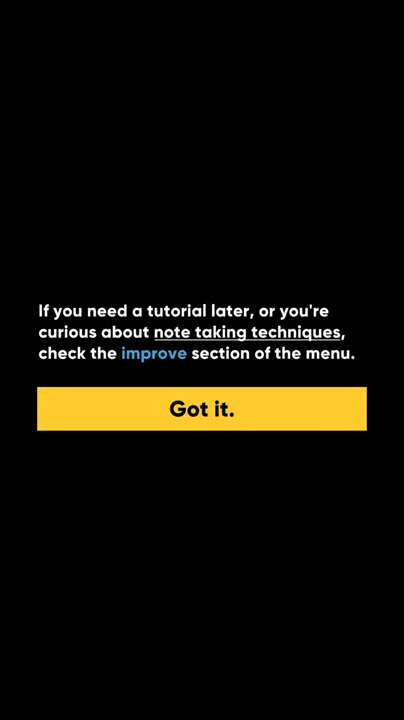 If you need a tutorial later, or you're
curious about note taking techniques,
check the improve section of the menu.
Got it.